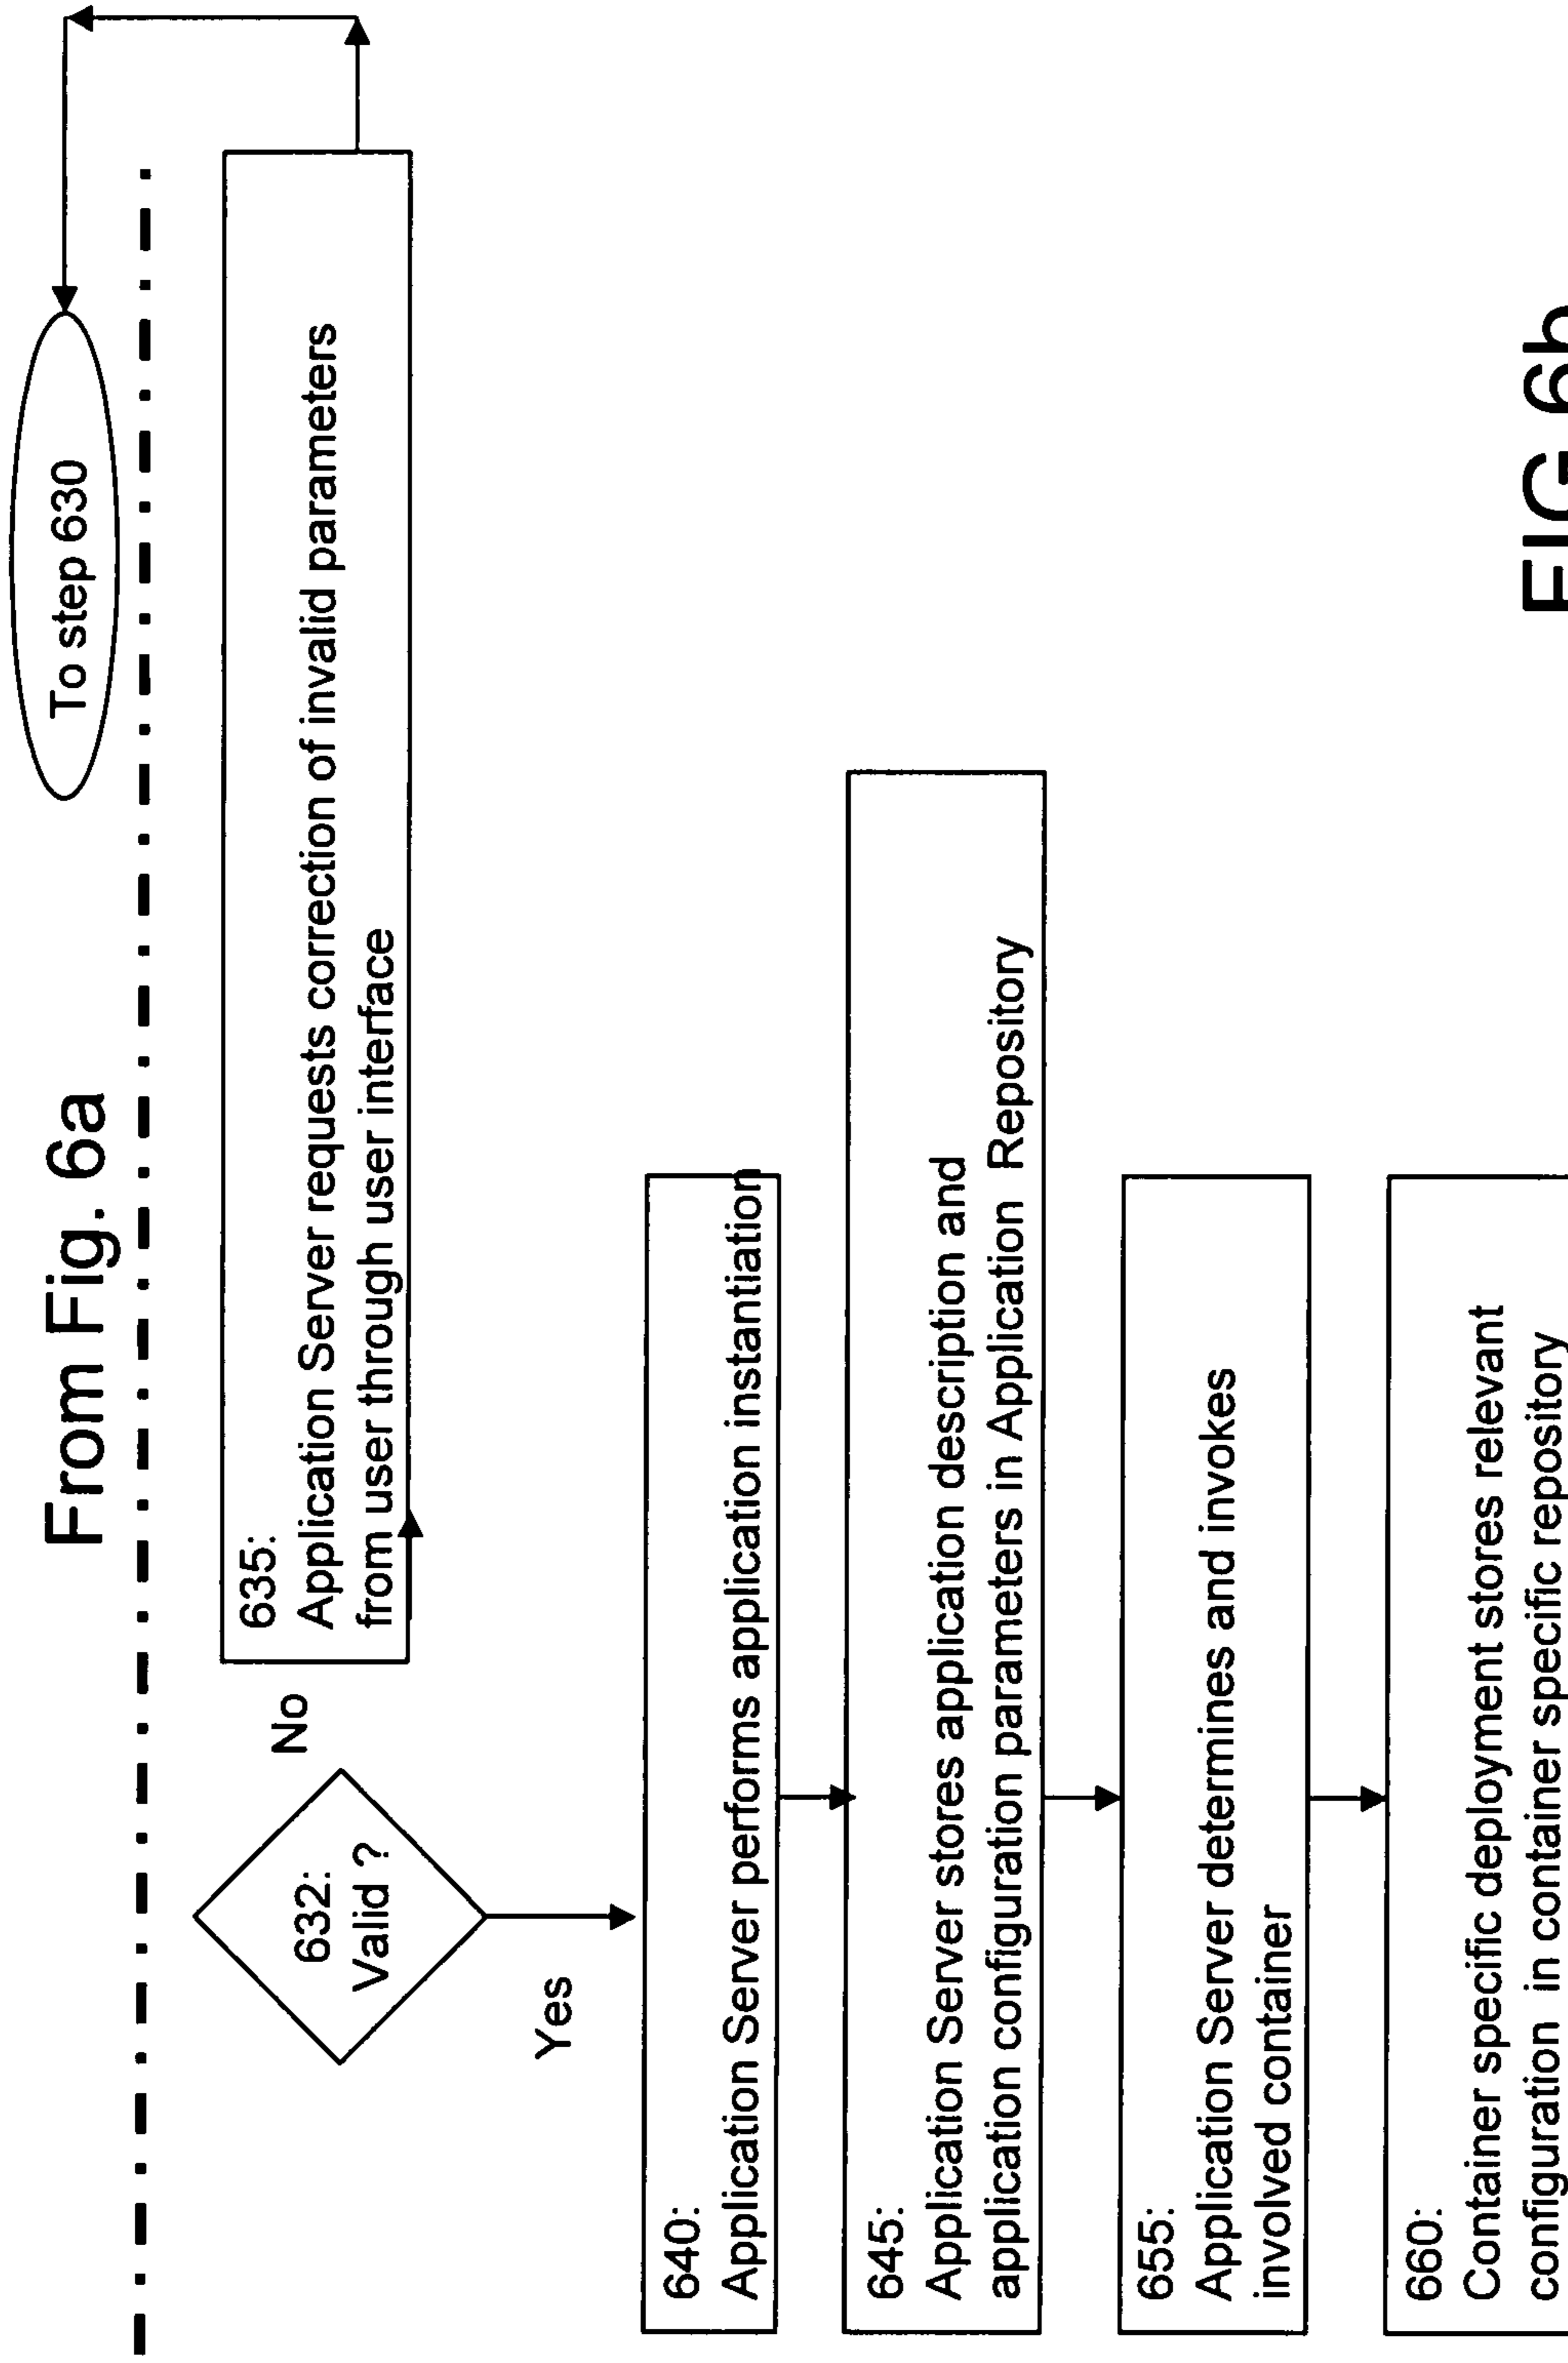 From Fig. 6a
To step 630
632:
Valid ?
No
Yes
635:
Application Server requests correction of invalid parameters
from user through user interface
640:
Application Server performs application instantiation
645:
Application Server stores application description and
application configuration parameters in Application Repository
655:
Application Server determines and invokes
involved container
660:
Container specific deployment stores relevant
configuration in container specific repository
FIG 6b